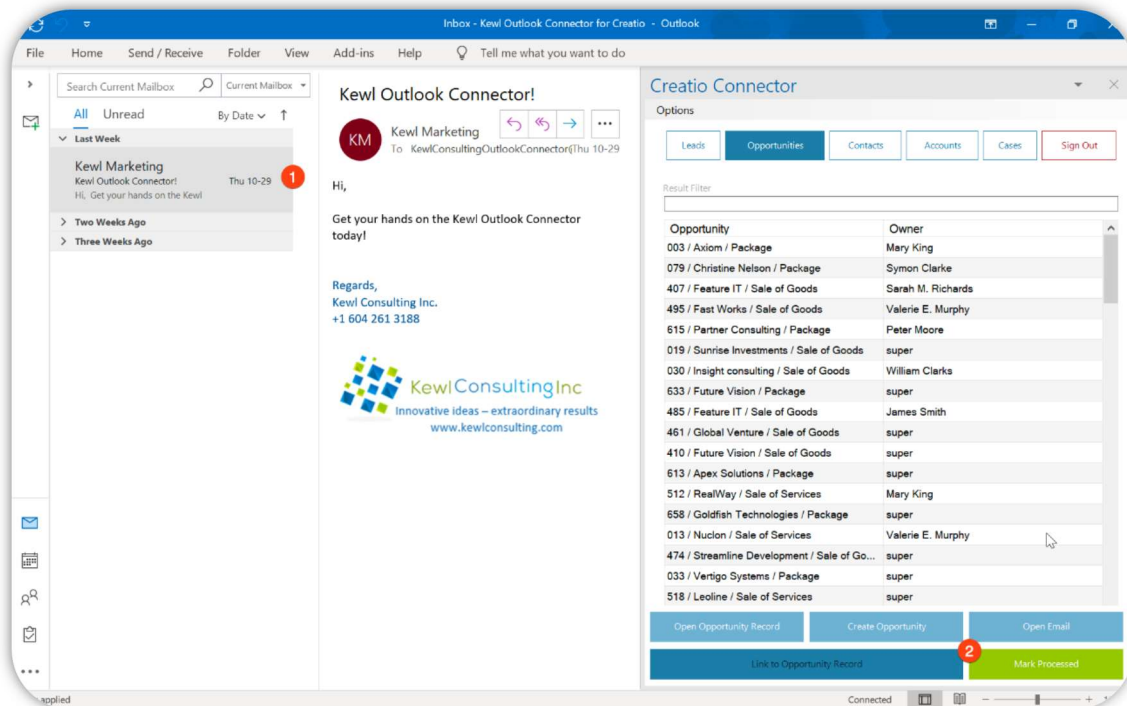 Inbox - Kewl Outlook Connector for Creatio - Outlook
File Home Send / Receive Folder View Add-ins Help Tell me what you want to do
Search Current Mailbox Current Mailbox
All Unread By Date
Last Week
Kewl Marketing
Kewl Outlook Connector! Thu 10-29
Hi, Get your hands on the Kewl
1
Two Weeks Ago
Three Weeks Ago
Kewl Outlook Connector!
KM
Kewl Marketing
To KewlConsultingOutlookConnector( Thu 10-29
Hi,
Get your hands on the Kewl Outlook Connector
today!
Regards,
Kewl Consulting Inc.
+1 604 261 3188
KewlConsultingInc
Innovative ideas – extraordinary results
www.kewlconsulting.com
Creatio Connector
Options
Leads Opportunities Contacts Accounts Cases Sign Out
Result Filter
Opportunity Owner
003 / Axiom / Package Mary King
079 / Christine Nelson / Package Symon Clarke
407 / Feature IT / Sale of Goods Sarah M. Richards
495 / Fast Works / Sale of Goods Valerie E. Murphy
615 / Partner Consulting / Package Peter Moore
019 / Sunrise Investments / Sale of Goods super
030 / Insight consulting / Sale of Goods William Clarks
633 / Future Vision / Package super
485 / Feature IT / Sale of Goods James Smith
461 / Global Venture / Sale of Goods super
410 / Future Vision / Sale of Goods super
613 / Apex Solutions / Package super
512 / RealWay / Sale of Services Mary King
658 / Goldfish Technologies / Package super
013 / Nuclon / Sale of Services Valerie E. Murphy
474 / Streamline Development / Sale of Go... super
033 / Vertigo Systems / Package super
518 / Leoline / Sale of Services super
Open Opportunity Record Create Opportunity Open Email
2
Link to Opportunity Record Mark Processed
applied Connected